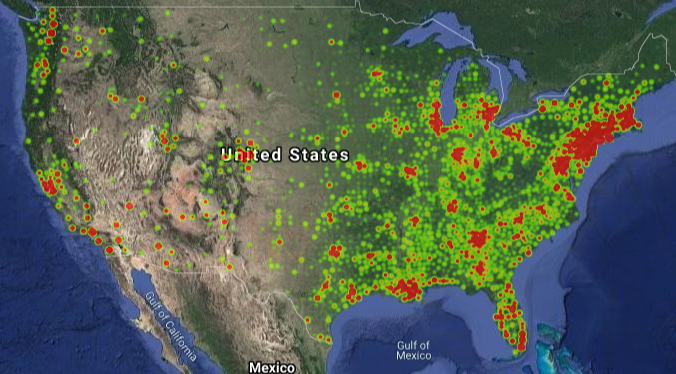 United States
Gulf of
California
Gulf of
Mexico
Mexico